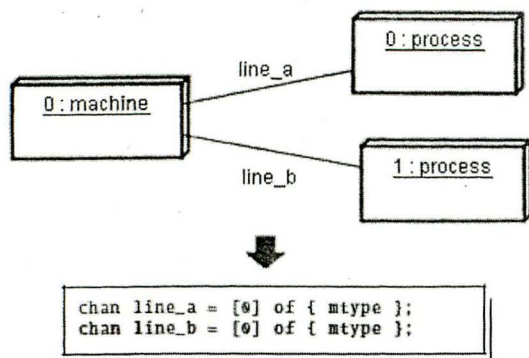 0 : process
line_a
0 : machine
1 : process
line_b
chan line_a = [0] of { mtype };
chan line_b = [0] of { mtype };